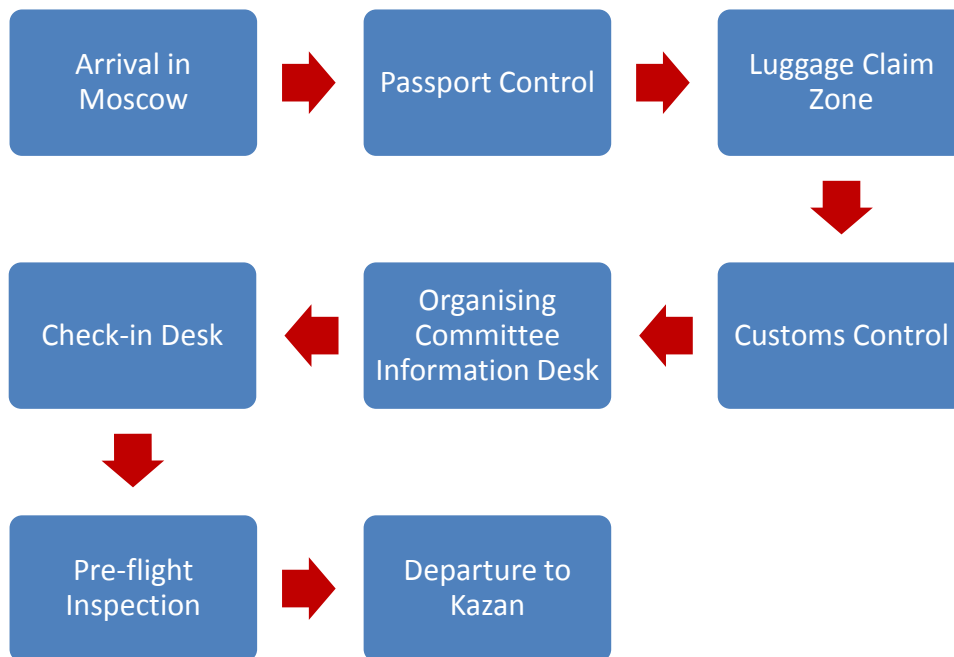 Arrival in
Moscow
Passport Control
Luggage Claim
Zone
Customs Control
Organising
Committee
Information Desk
Check-in Desk
Pre-flight
Inspection
Departure to
Kazan